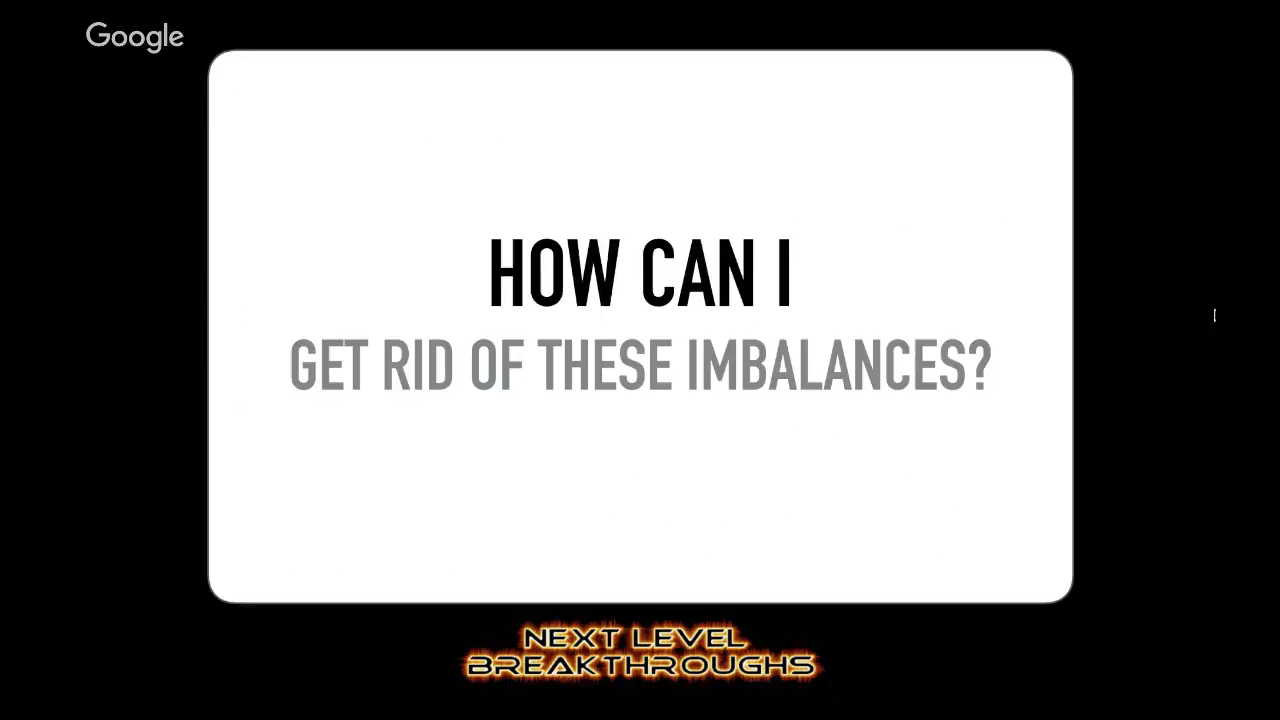 Google
HOW CAN I
GET RID OF THESE IMBALANCES?
NEXT LEVEL
BREAKTHROUGHS